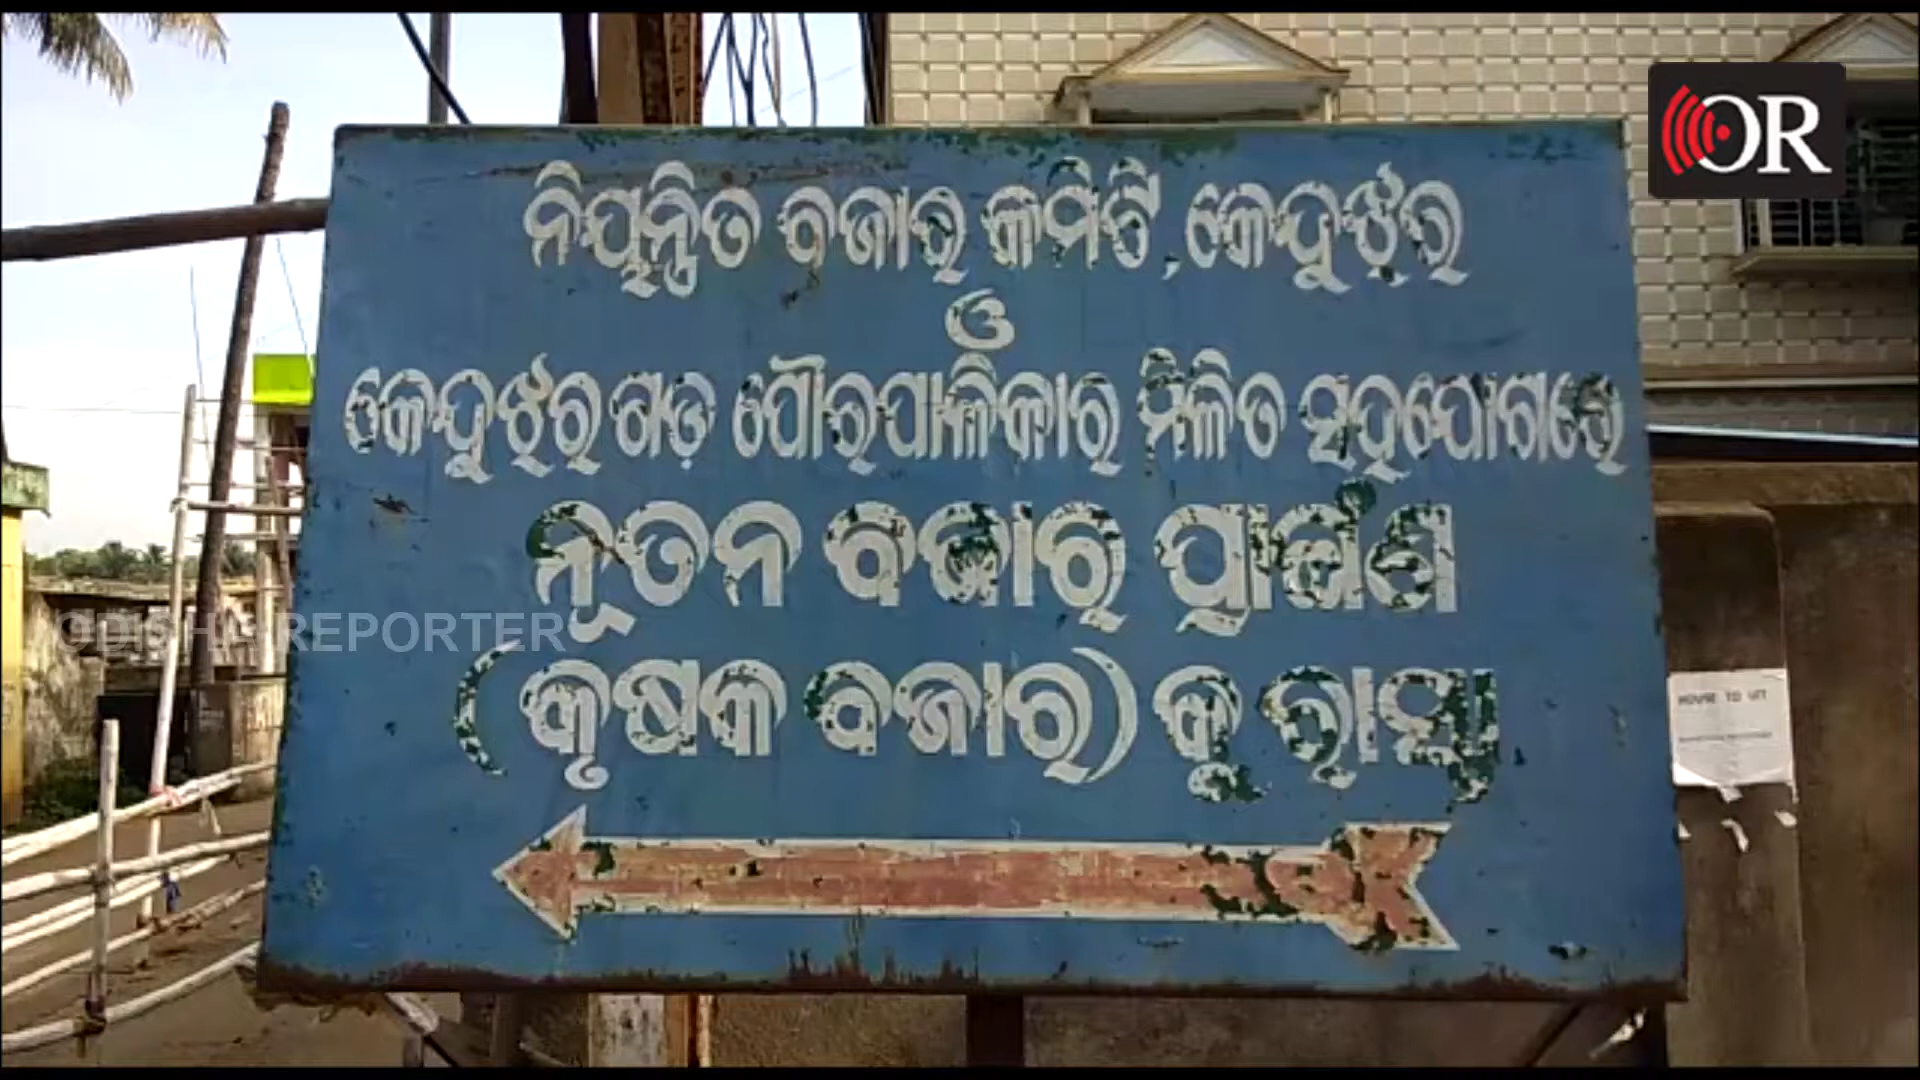 OR
ନିୟନ୍ତ୍ରିତ ବଜାର କମିଟି, କେନ୍ଦୁଝର
ଓ
କେନ୍ଦୁଝରଗଡ଼ ପୌରପାଳିକାର ମିଳିତ ସହଯୋଗରେ
ନୂତନ ବଜାର ପ୍ରାଙ୍ଗଣ
(କୃଷକ ବଜାର) କୁ ରାସ୍ତା
ODISHA REPORTER